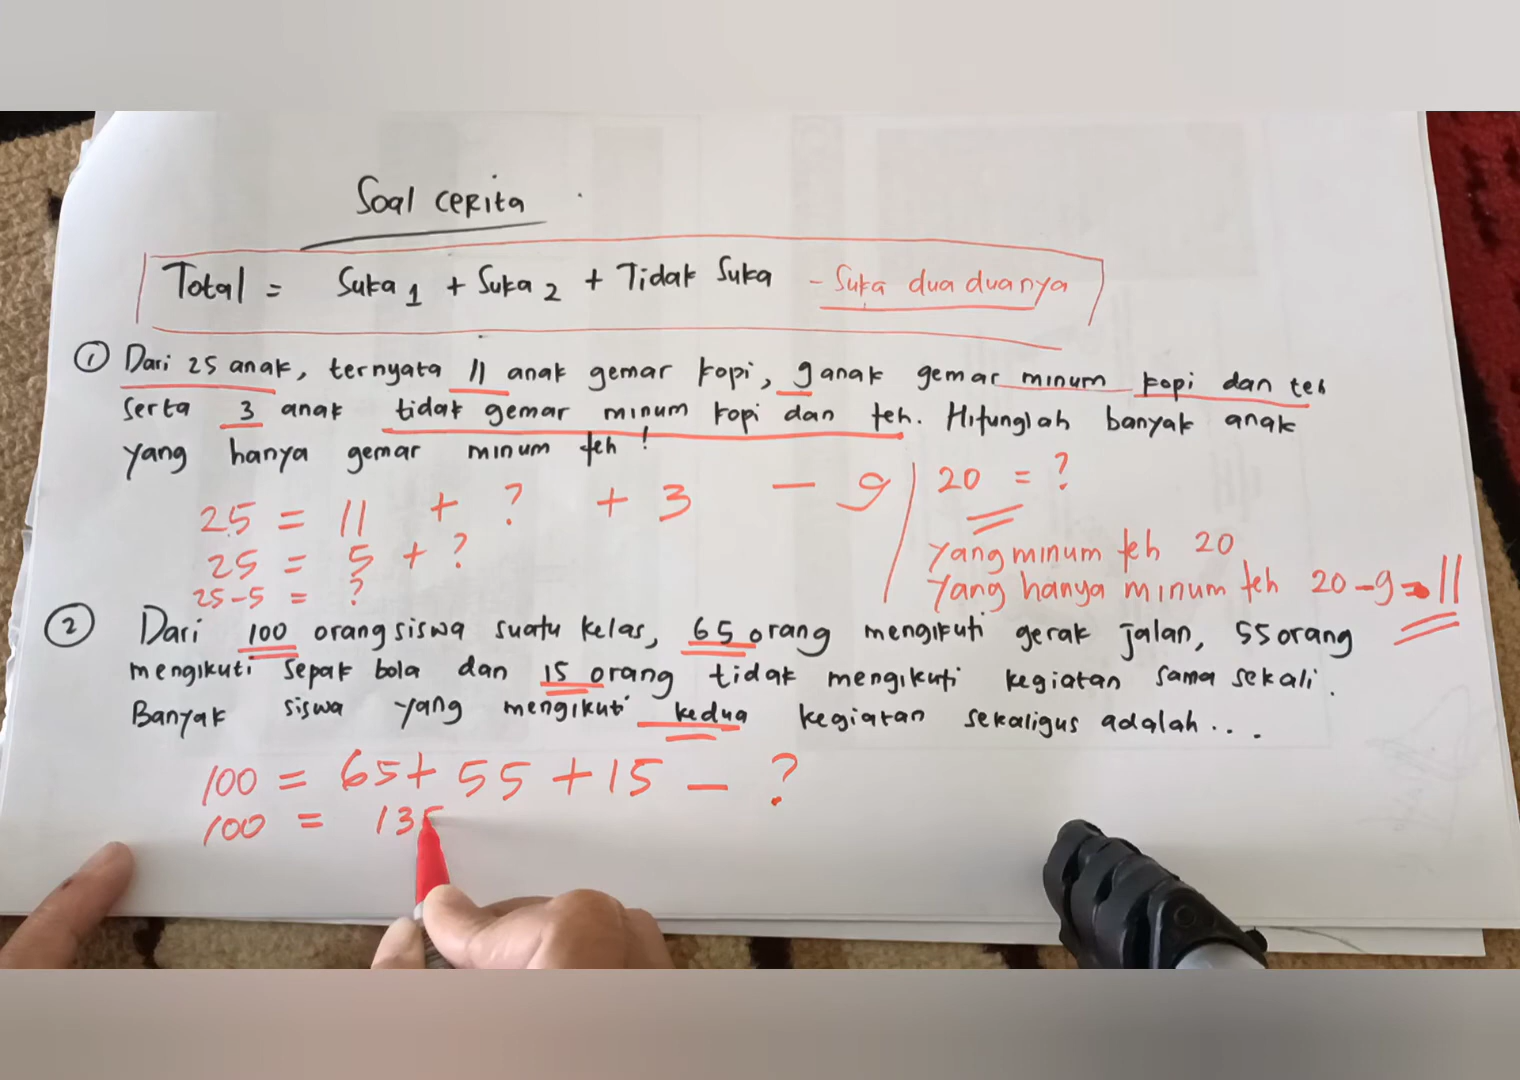 Soal cerita
Total = Suka 1 + Suka 2 + Tidak Suka - Suka dua duanya
① Dari 25 anak, ternyata 11 anak gemar kopi, 9 anak gemar minum kopi dan teh
serta 3 anak tidak gemar minum kopi dan teh. Hitunglah banyak anak
yang hanya gemar minum teh !
25 = 11 + ? + 3 - 9
25 = 5 + ?
25-5 = ?
20 = ?
yang minum teh 20
yang hanya minum teh 20 - 9 = 11
② Dari 100 orang siswa suatu kelas, 65 orang mengikuti gerak jalan, 55 orang
mengikuti sepak bola dan 15 orang tidak mengikuti kegiatan sama sekali.
Banyak siswa yang mengikuti kedua kegiatan sekaligus adalah . . .
100 = 65 + 55 + 15 - ?
100 = 135